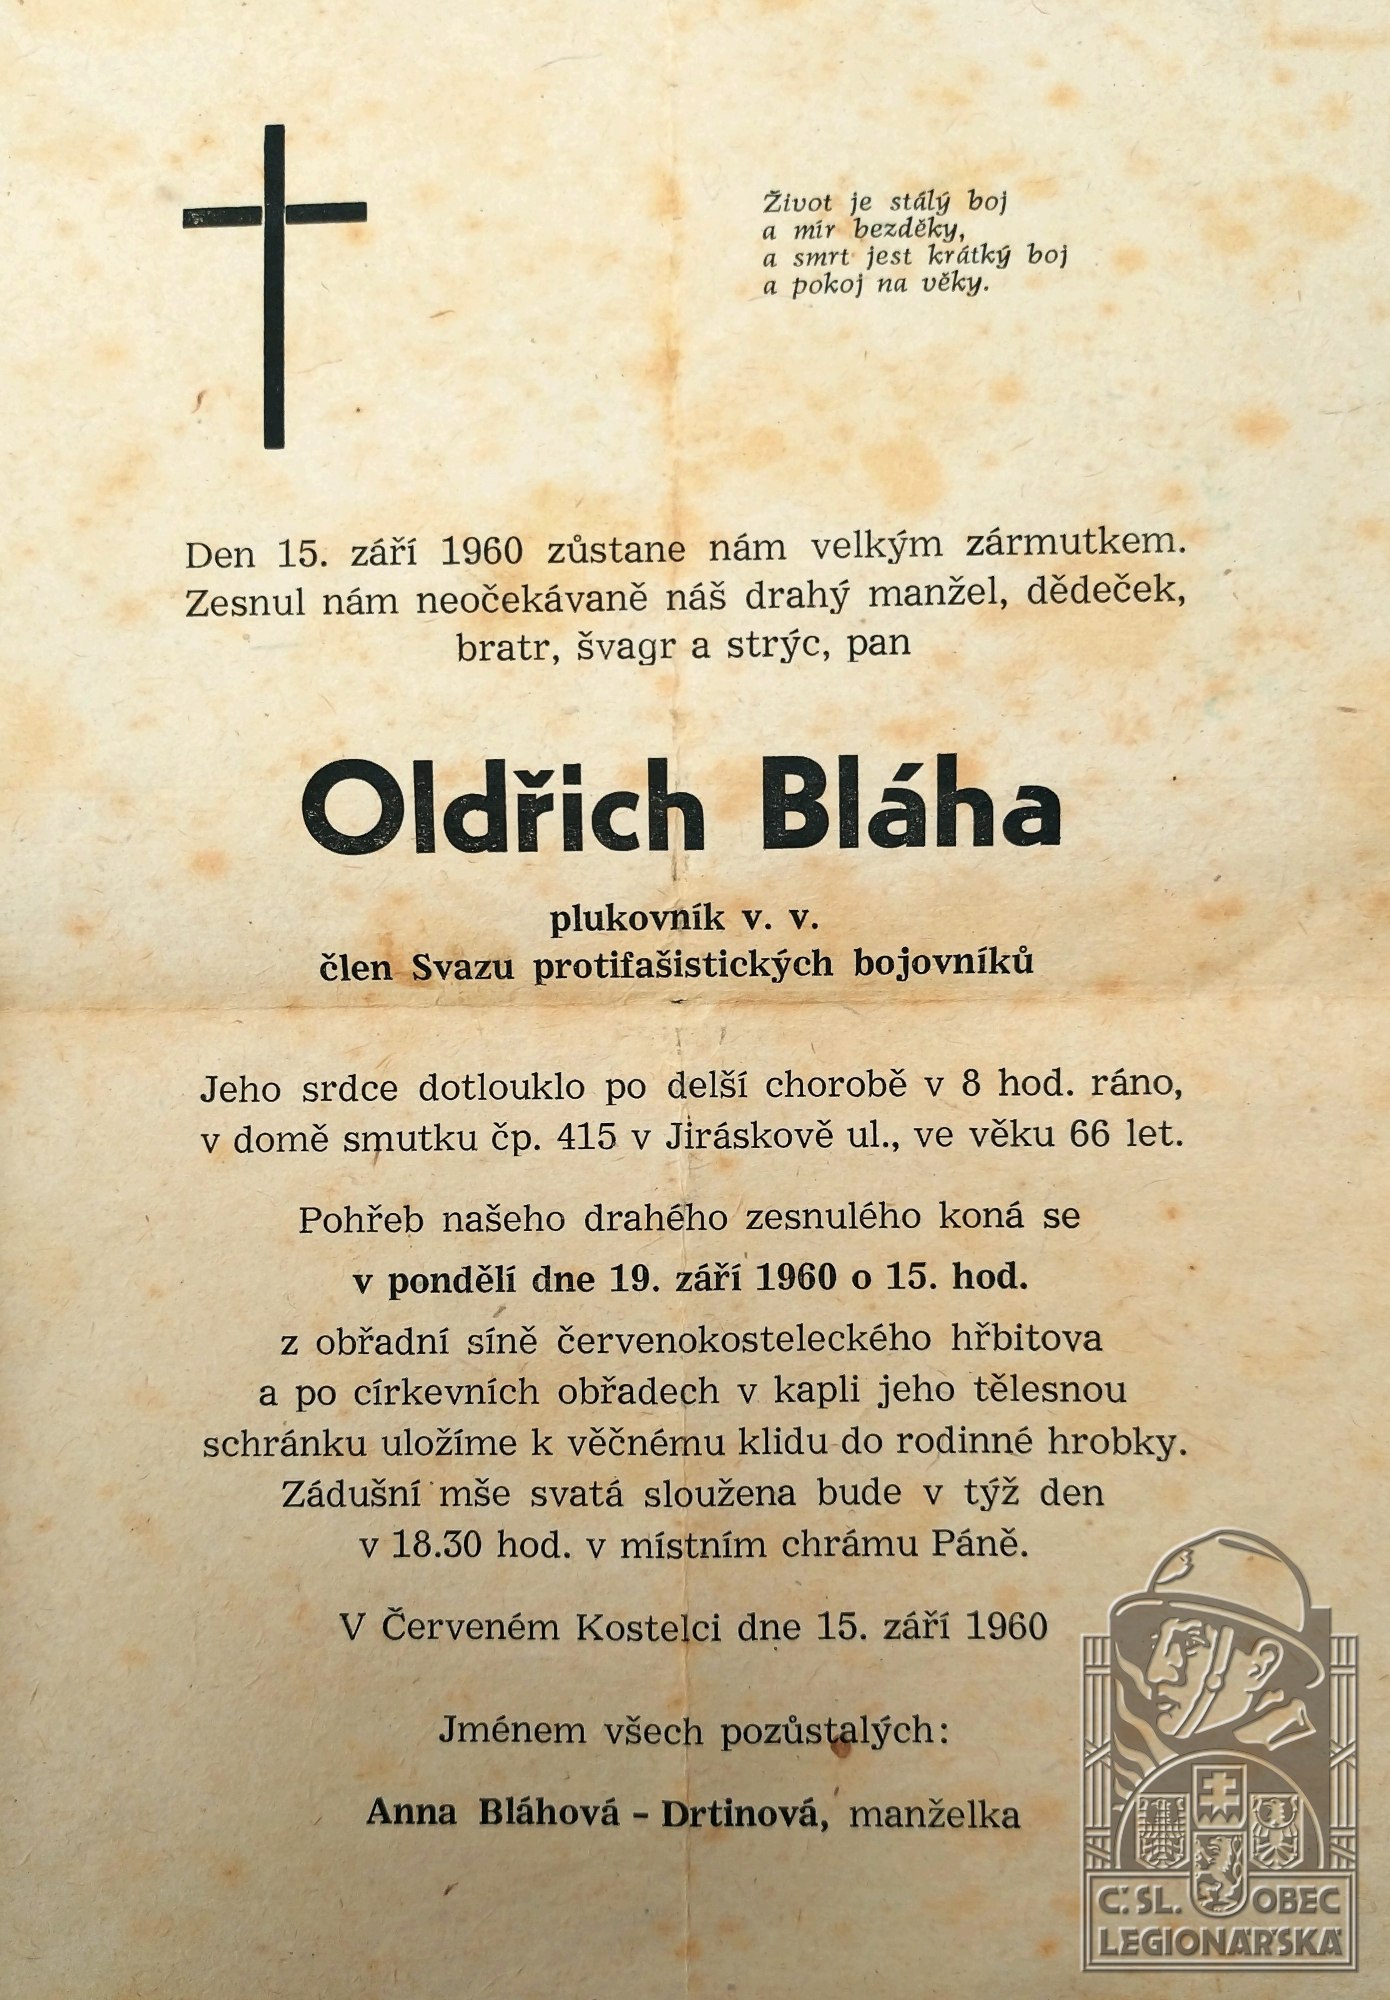 Život je stálý boj
a mír bezděky,
a smrt jest krátký boj
a pokoj na věky.
Den 15. září 1960 zůstane nám velkým zármutkem.
Zesnul nám neočekávaně náš drahý manžel, dědeček,
bratr, švagr a strýc, pan
Oldřich Bláha
plukovník v. v.
člen Svazu protifašistických bojovníků
Jeho srdce dotlouklo po delší chorobě v 8 hod. ráno,
v domě smutku čp. 415 v Jiráskově ul., ve věku 66 let.
Pohřeb našeho drahého zesnulého koná se
v pondělí dne 19. září 1960 o 15. hod.
z obřadní síně červenokosteleckého hřbitova
a po církevních obřadech v kapli jeho tělesnou
schránku uložíme k věčnému klidu do rodinné hrobky.
Zádušní mše svatá sloužena bude v týž den
v 18.30 hod. v místním chrámu Páně.
V Červeném Kostelci dne 15. září 1960
Jménem všech pozůstalých:
Anna Bláhová - Drtinová, manželka
Č. SL. OBEC
LEGIONÁŘSKÁ